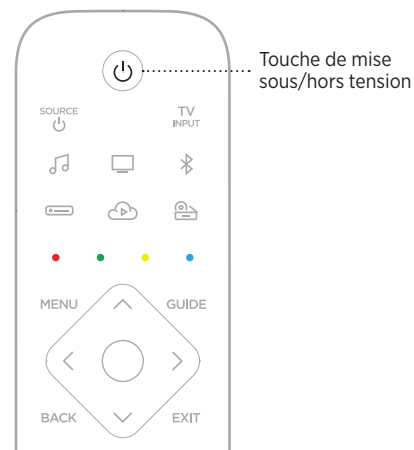 Touche de mise
sous/hors tension
SOURCE
TV
INPUT
MENU
GUIDE
BACK
EXIT